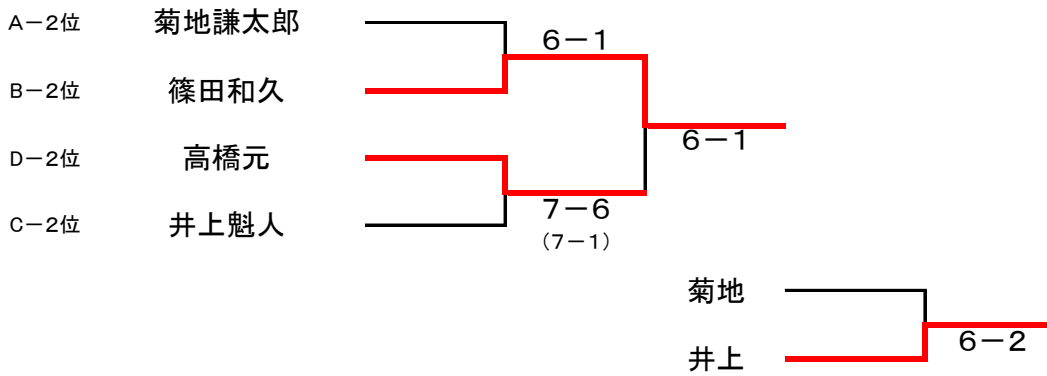 A－2位 菊地謙太郎
6－1
B－2位 篠田和久
6－1
D－2位 高橋元
7－6
C－2位 井上魁人
（7－1）
菊地
6－2
井上